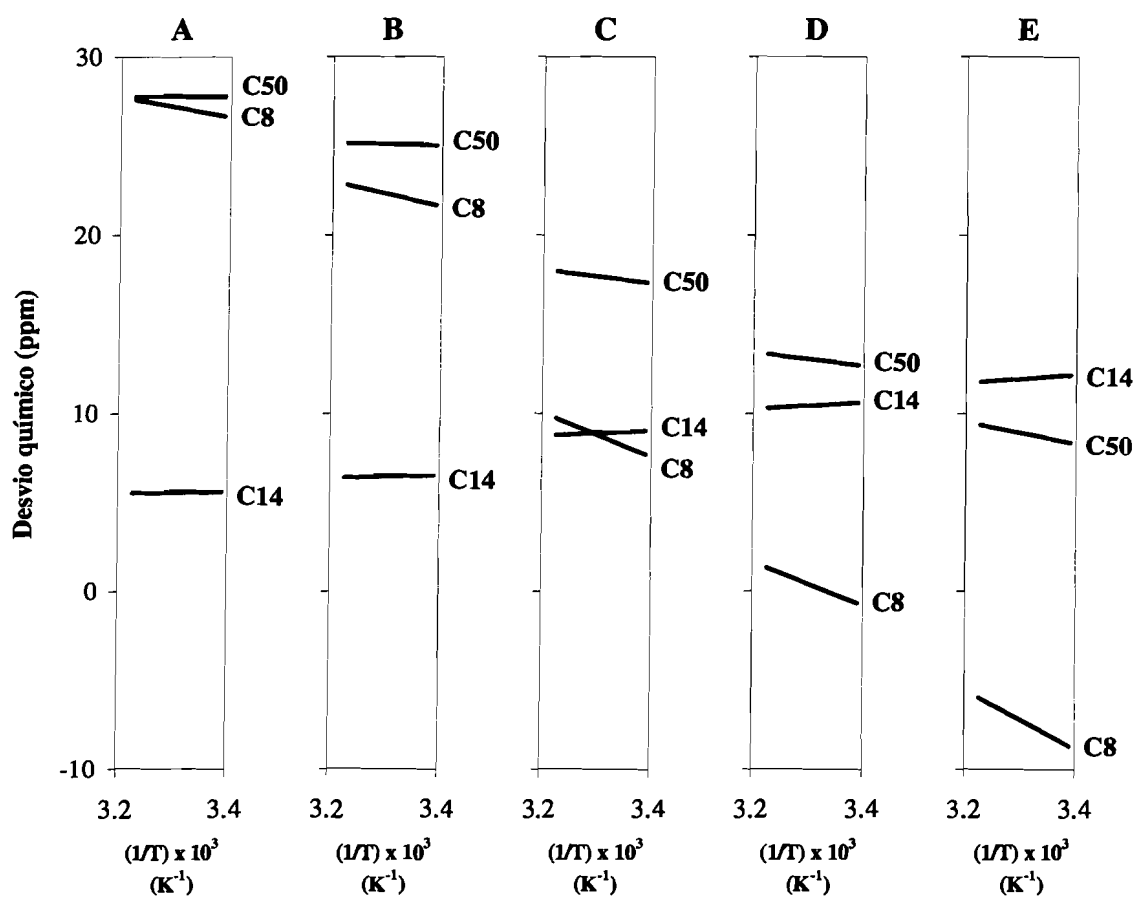 A B C D E
30
20
10
0
-10
Desvio químico (ppm)
C50
C8
C14
C50
C8
C14
C50
C14
C8
C50
C14
C8
C14
C50
C8
3.2 3.4 3.2 3.4 3.2 3.4 3.2 3.4 3.2 3.4
(1/T) x 10³ (1/T) x 10³ (1/T) x 10³ (1/T) x 10³ (1/T) x 10³
(K⁻¹) (K⁻¹) (K⁻¹) (K⁻¹) (K⁻¹)